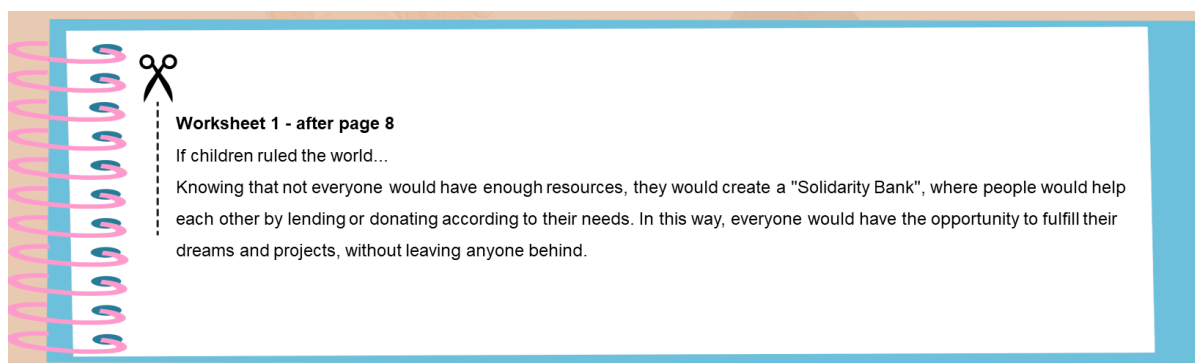 Worksheet 1 - after page 8
If children ruled the world...
Knowing that not everyone would have enough resources, they would create a "Solidarity Bank", where people would help
each other by lending or donating according to their needs. In this way, everyone would have the opportunity to fulfill their
dreams and projects, without leaving anyone behind.